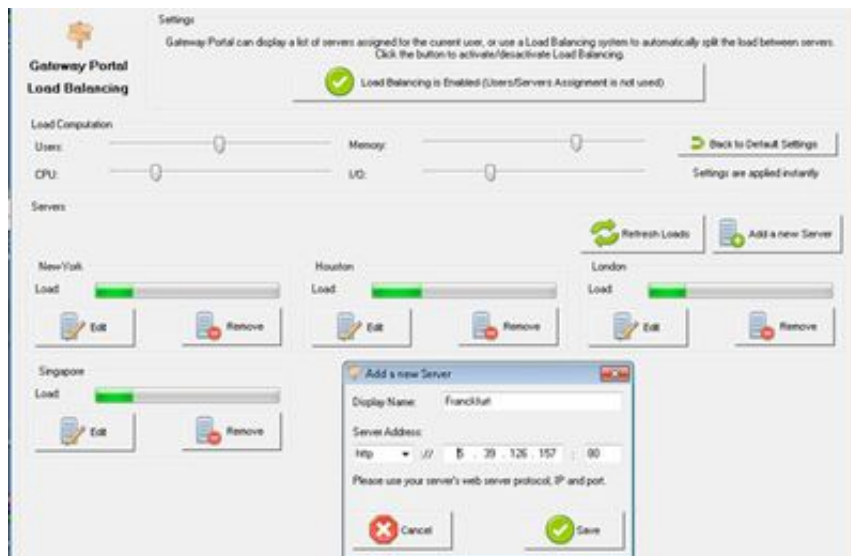 Settings
Gateway Portal can display a list of servers assigned for the current user, or use a Load Balancing system to automatically split the load between servers.
Click the button to activate/desactivate Load Balancing.
Gateway Portal
Load Balancing
Load Balancing is Enabled (Users/Servers Assignment is not used)
Load Computation
Users:
Memory:
Back to Default Settings
CPU:
I/O:
Settings are applied instantly
Servers
Refresh Loads
Add a new Server
New York
Houston
London
Load
Load
Load
Edit
Remove
Edit
Remove
Edit
Remove
Singapore
Load
Edit
Remove
Add a new Server
Display Name: Franckfurt
Server Address:
http :// 5 . 39 . 126 . 157 : 80
Please use your server's web server protocol, IP and port.
Cancel
Save